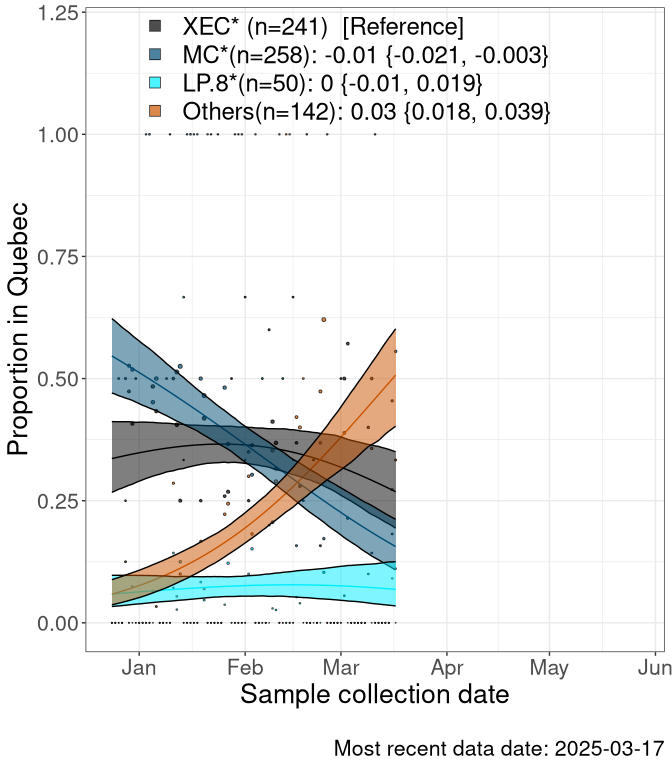 XEC* (n=241)  [Reference]
MC*(n=258): -0.01 {-0.021, -0.003}
LP.8*(n=50): 0 {-0.01, 0.019}
Others(n=142): 0.03 {0.018, 0.039}
1.25
1.00
0.75
0.50
0.25
0.00
Proportion in Quebec
Jan Feb Mar Apr May Jun
Sample collection date
Most recent data date: 2025-03-17